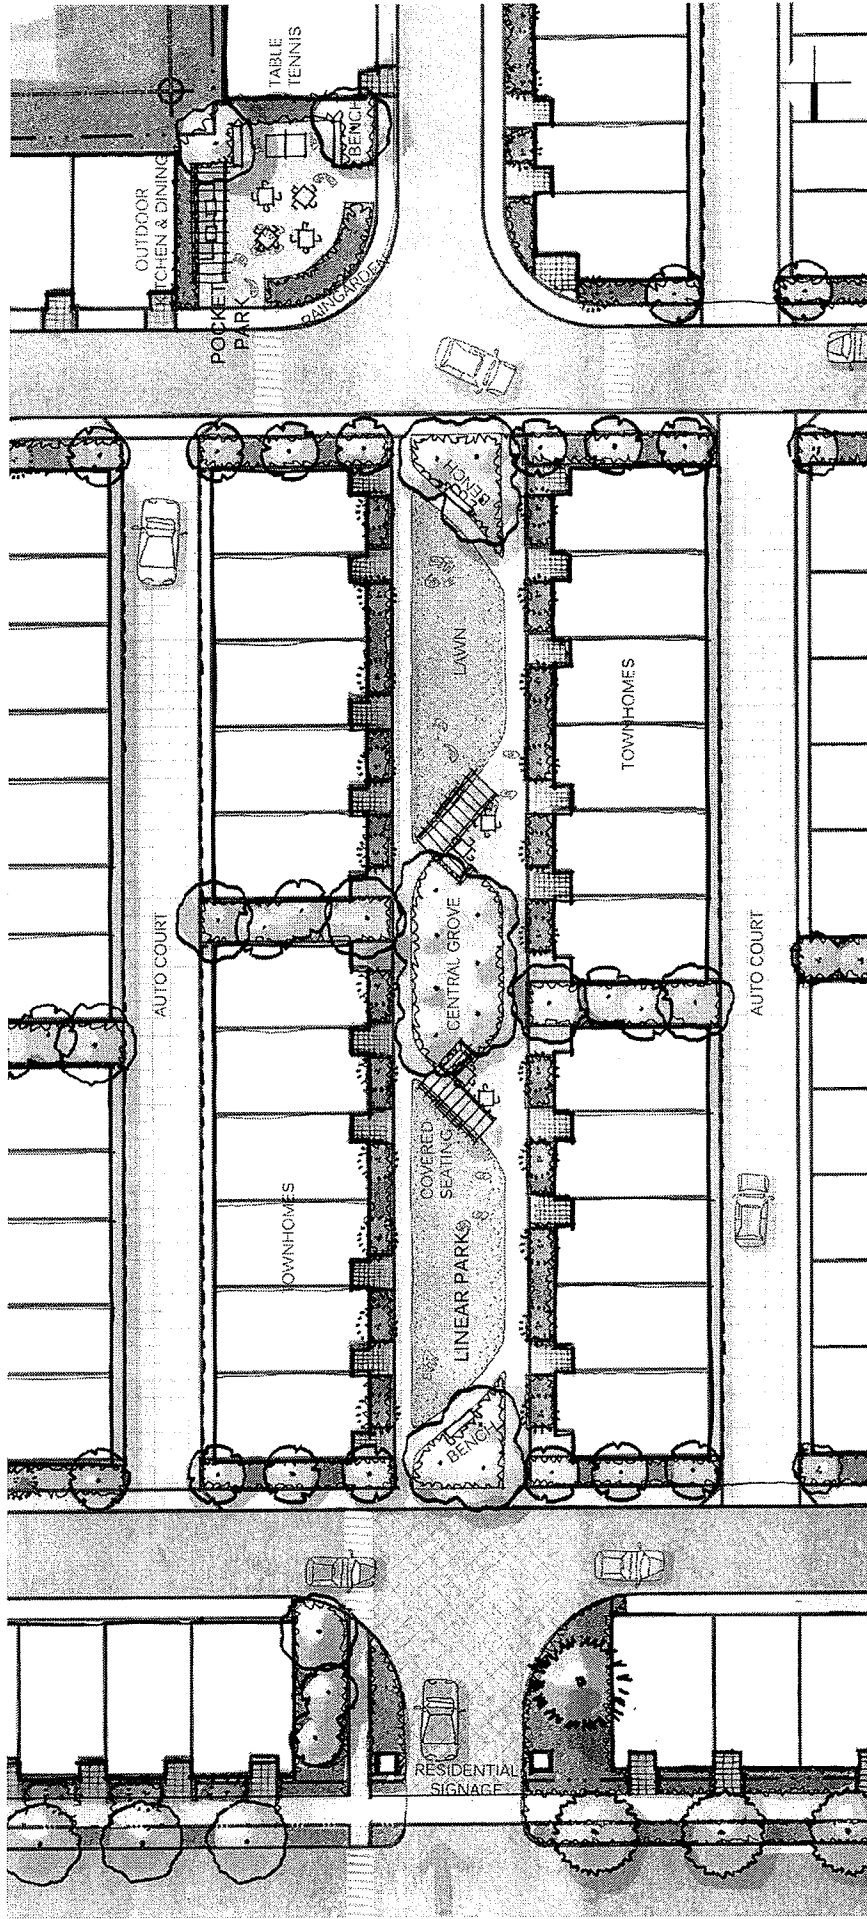 TABLE
TENNIS
BENCH
OUTDOOR
KITCHEN & DINING
POCKET
PARK
RAINGARDEN
BENCH
LAWN
TOWNHOMES
AUTO COURT
CENTRAL GROVE
AUTO COURT
COVERED
SEATING
TOWNHOMES
LINEAR PARK
BENCH
RESIDENTIAL
SIGNAGE